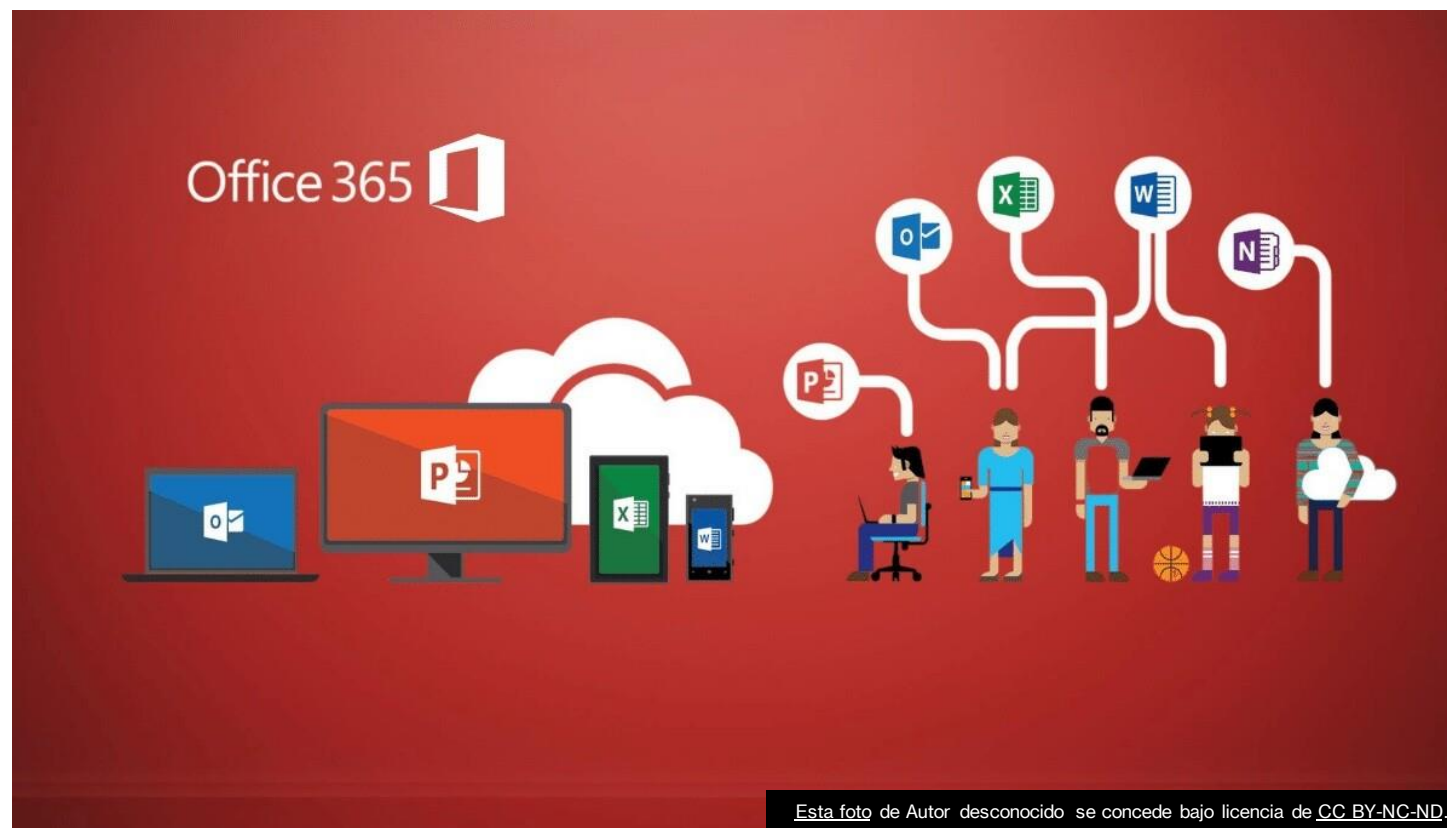 Office 365
X
W
O
N
P
P
X
O
W
Esta foto de Autor desconocido se concede bajo licencia de CC BY-NC-ND